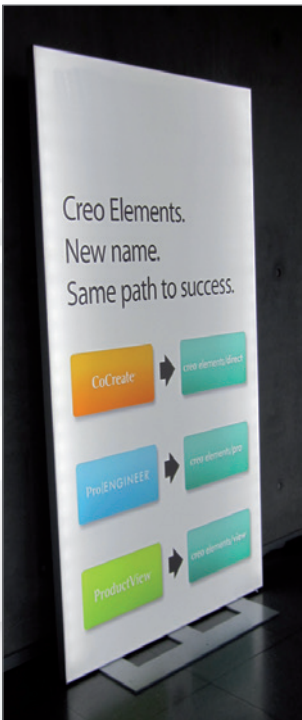 Creo Elements.
New name.
Same path to success.
CoCreate
creo elements/direct
Pro|ENGINEER
creo elements/pro
ProductView
creo elements/view